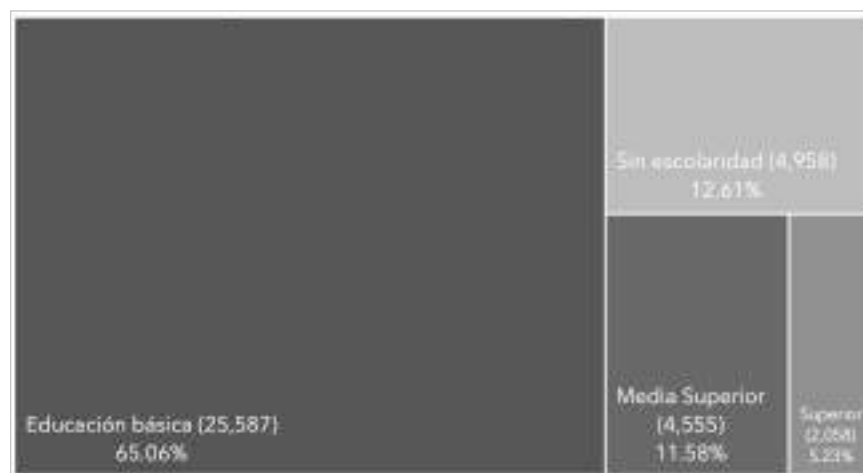 Sin escolaridad (4,958)
12.61%
Educación básica (25,587)
65.06%
Media Superior
(4,555)
11.58%
Superior
(2,058)
5.23%